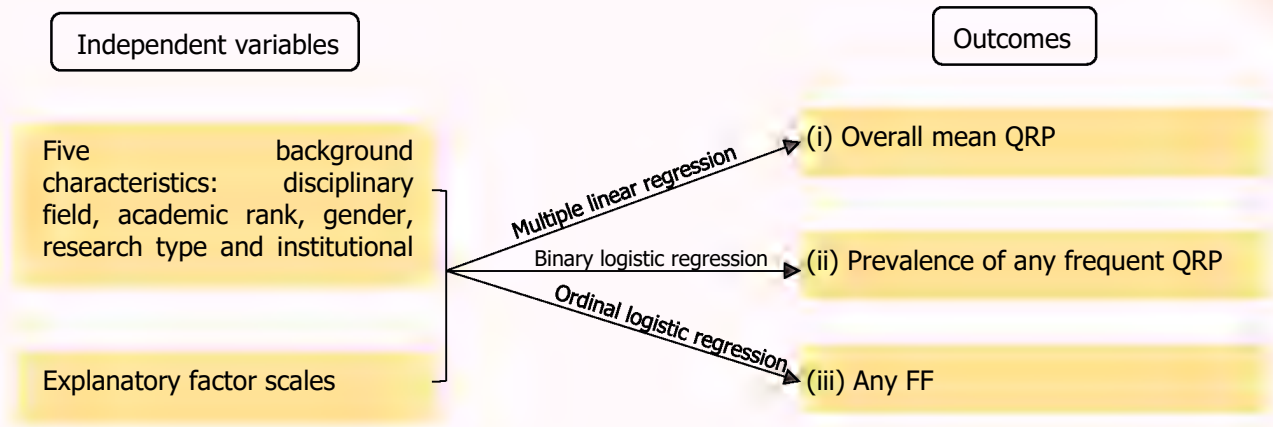 Independent variables
Outcomes
Five background
characteristics: disciplinary
field, academic rank, gender,
research type and institutional
Explanatory factor scales
Multiple linear regression
Binary logistic regression
Ordinal logistic regression
(i) Overall mean QRP
(ii) Prevalence of any frequent QRP
(iii) Any FF